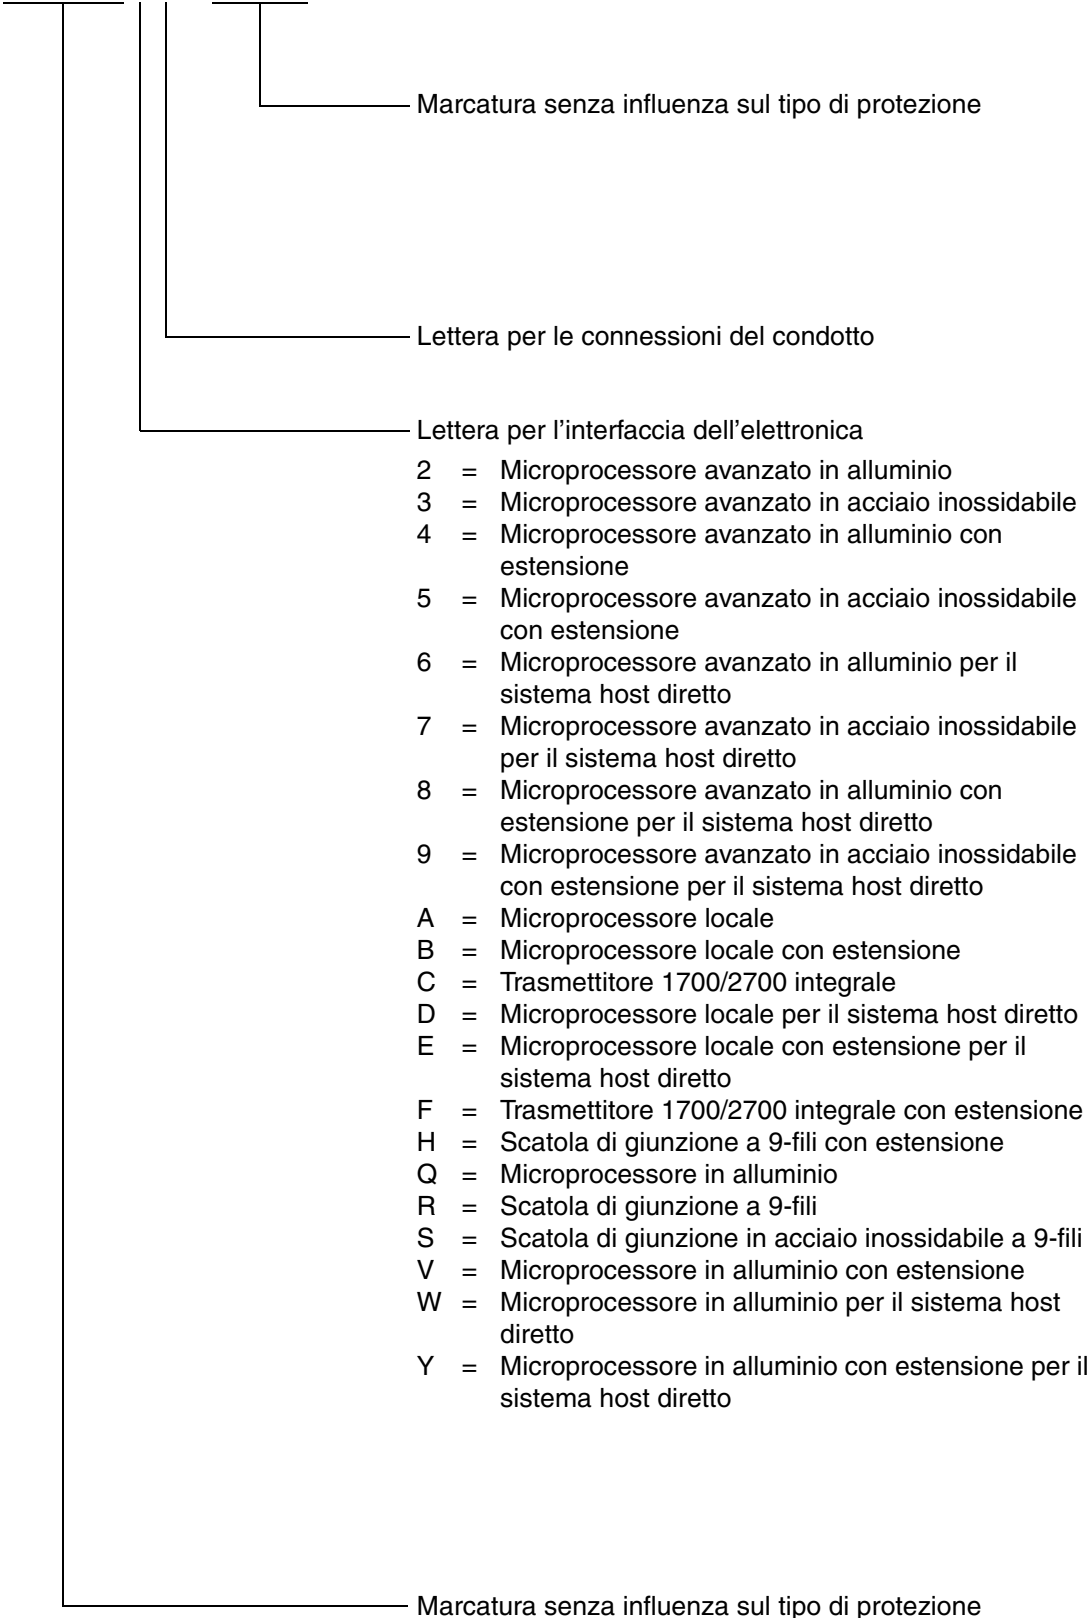 Marcatura senza influenza sul tipo di protezione
Lettera per le connessioni del condotto
Lettera per l'interfaccia dell'elettronica
2 = Microprocessore avanzato in alluminio
3 = Microprocessore avanzato in acciaio inossidabile
4 = Microprocessore avanzato in alluminio con
estensione
5 = Microprocessore avanzato in acciaio inossidabile
con estensione
6 = Microprocessore avanzato in alluminio per il
sistema host diretto
7 = Microprocessore avanzato in acciaio inossidabile
per il sistema host diretto
8 = Microprocessore avanzato in alluminio con
estensione per il sistema host diretto
9 = Microprocessore avanzato in acciaio inossidabile
con estensione per il sistema host diretto
A = Microprocessore locale
B = Microprocessore locale con estensione
C = Trasmettitore 1700/2700 integrale
D = Microprocessore locale per il sistema host diretto
E = Microprocessore locale con estensione per il
sistema host diretto
F = Trasmettitore 1700/2700 integrale con estensione
H = Scatola di giunzione a 9-fili con estensione
Q = Microprocessore in alluminio
R = Scatola di giunzione a 9-fili
S = Scatola di giunzione in acciaio inossidabile a 9-fili
V = Microprocessore in alluminio con estensione
W = Microprocessore in alluminio per il sistema host
diretto
Y = Microprocessore in alluminio con estensione per il
sistema host diretto
Marcatura senza influenza sul tipo di protezione